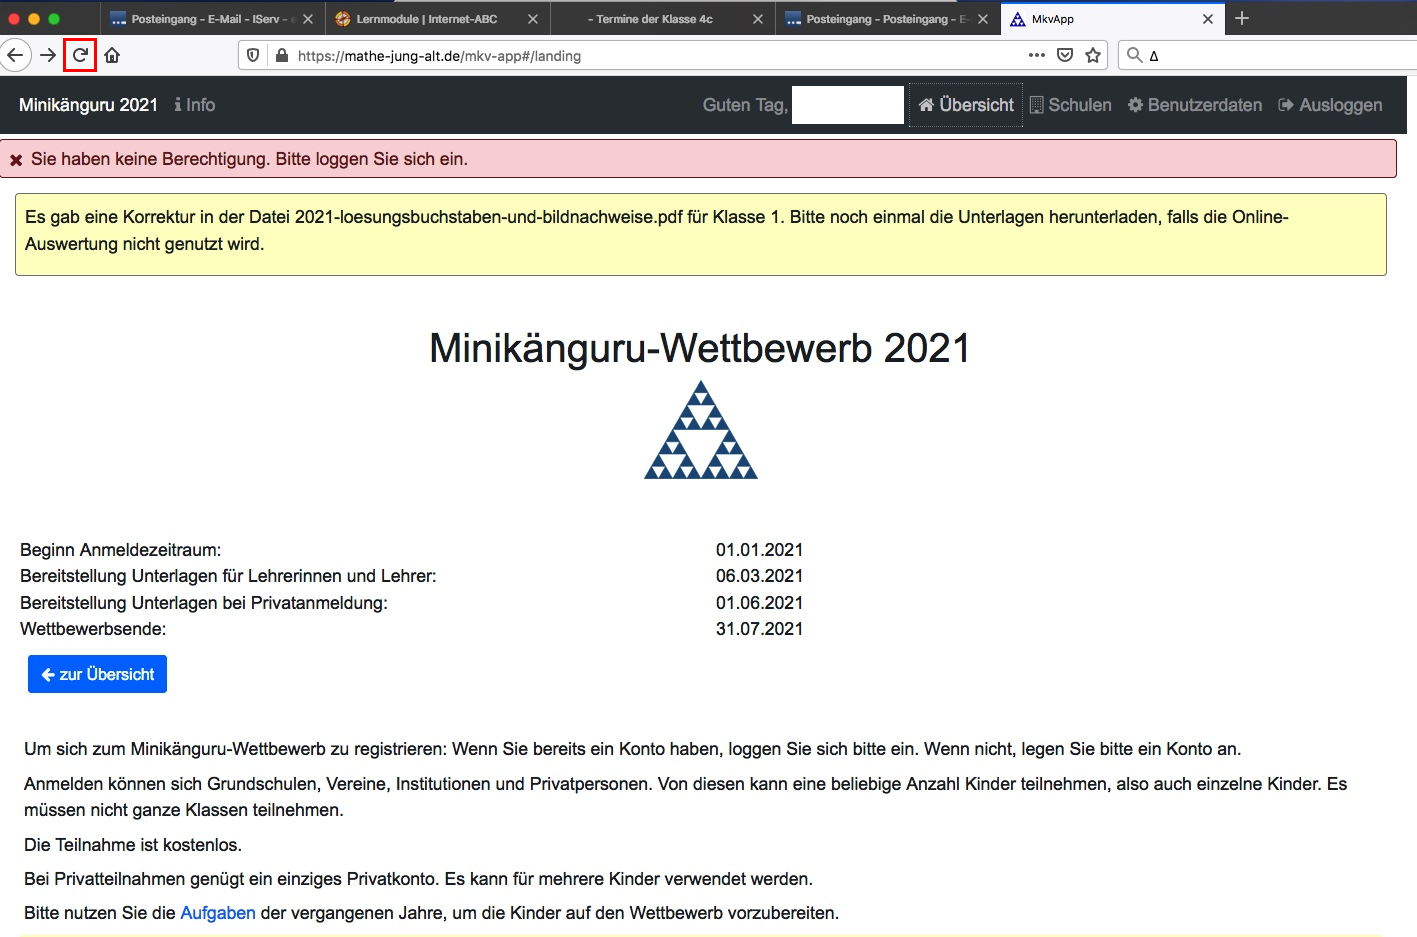 Posteingang – E-Mail – IServ –
Lernmodule | Internet-ABC
- Termine der Klasse 4c
Posteingang – Posteingang – E-
MkvApp
https://mathe-jung-alt.de/mkv-app#/landing
Δ
Minikänguru 2021
Info
Guten Tag,
Übersicht
Schulen
Benutzerdaten
Ausloggen
Sie haben keine Berechtigung. Bitte loggen Sie sich ein.
Es gab eine Korrektur in der Datei 2021-loesungsbuchstaben-und-bildnachweise.pdf für Klasse 1. Bitte noch einmal die Unterlagen herunterladen, falls die Online-
Auswertung nicht genutzt wird.
Minikänguru-Wettbewerb 2021
Beginn Anmeldezeitraum: 01.01.2021
Bereitstellung Unterlagen für Lehrerinnen und Lehrer: 06.03.2021
Bereitstellung Unterlagen bei Privatanmeldung: 01.06.2021
Wettbewerbsende: 31.07.2021
zur Übersicht
Um sich zum Minikänguru-Wettbewerb zu registrieren: Wenn Sie bereits ein Konto haben, loggen Sie sich bitte ein. Wenn nicht, legen Sie bitte ein Konto an.
Anmelden können sich Grundschulen, Vereine, Institutionen und Privatpersonen. Von diesen kann eine beliebige Anzahl Kinder teilnehmen, also auch einzelne Kinder. Es
müssen nicht ganze Klassen teilnehmen.
Die Teilnahme ist kostenlos.
Bei Privatteilnahmen genügt ein einziges Privatkonto. Es kann für mehrere Kinder verwendet werden.
Bitte nutzen Sie die Aufgaben der vergangenen Jahre, um die Kinder auf den Wettbewerb vorzubereiten.